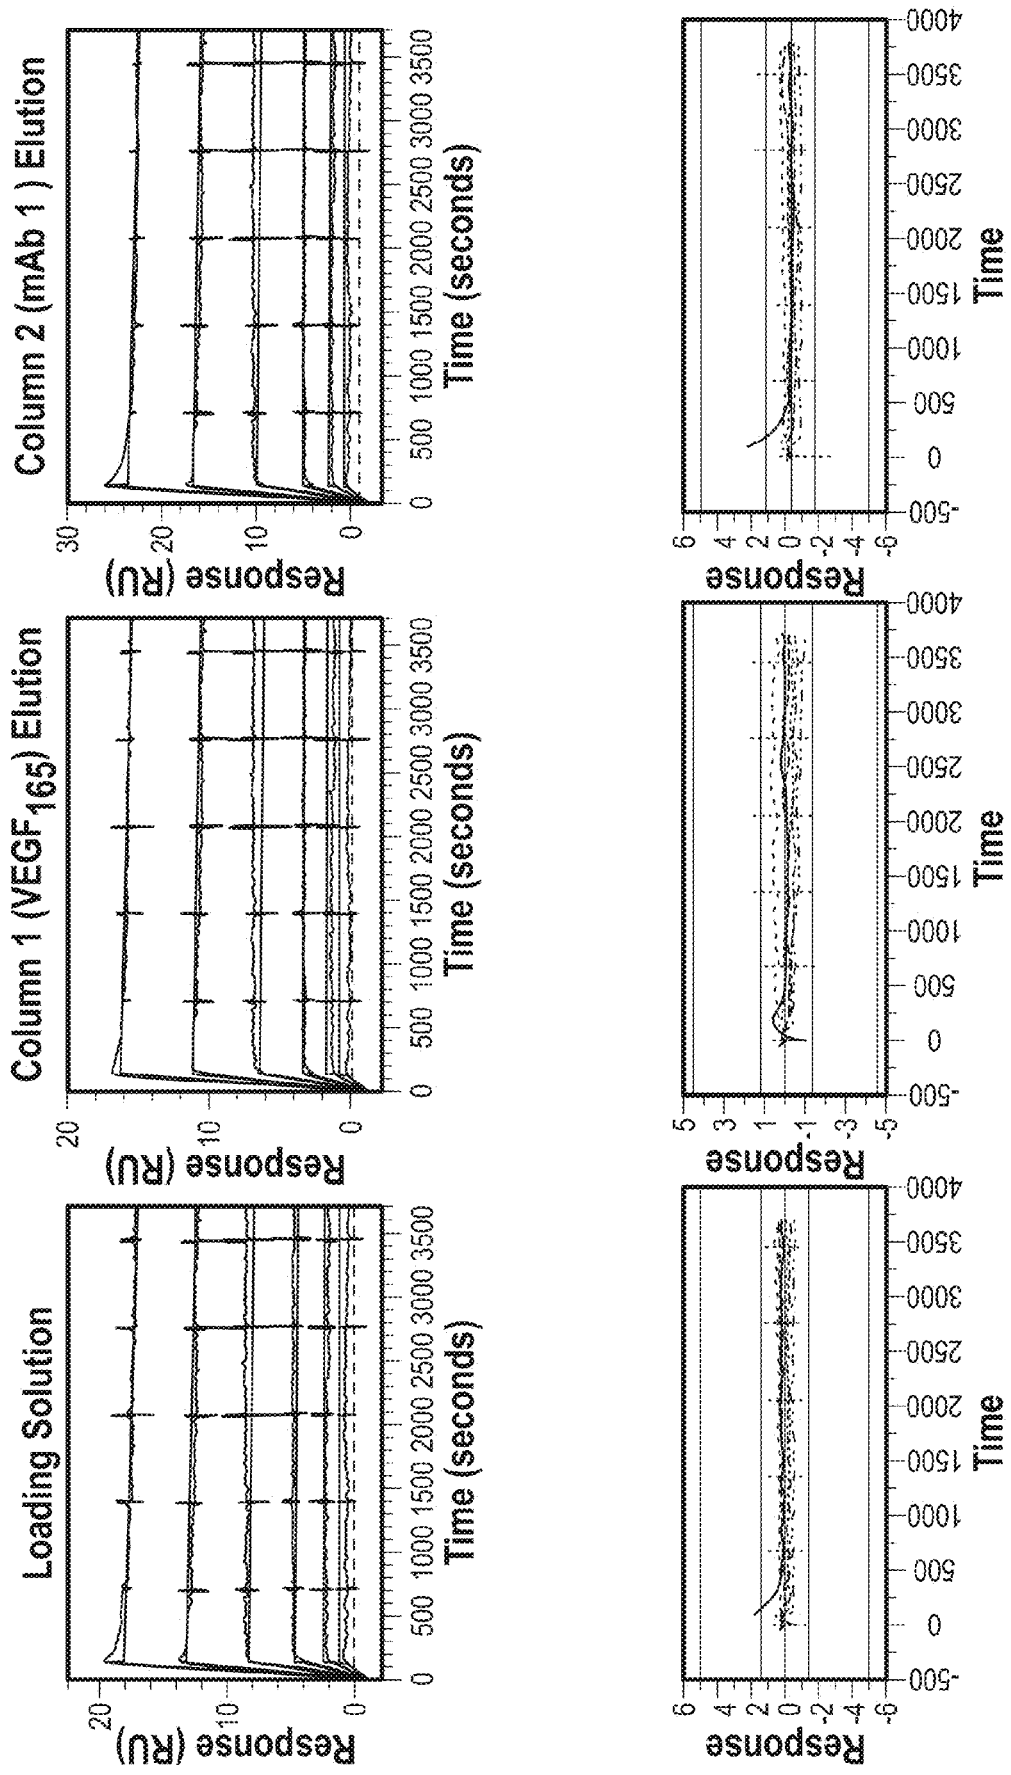 Loading Solution
Response (RU)
20
10
0
0 500 1000 1500 2000 2500 3000 3500
Time (seconds)
Column 1 (VEGF165) Elution
Response (RU)
20
10
0
0 500 1000 1500 2000 2500 3000 3500
Time (seconds)
Column 2 (mAb 1 ) Elution
Response (RU)
30
20
10
0
0 500 1000 1500 2000 2500 3000 3500
Time (seconds)
Response
6
4
2
0
-2
-4
-6
-500 0 500 1000 1500 2000 2500 3000 3500 4000
Time
Response
5
3
1
-1
-3
-5
-500 0 500 1000 1500 2000 2500 3000 3500 4000
Time
Response
6
4
2
0
-2
-4
-6
-500 0 500 1000 1500 2000 2500 3000 3500 4000
Time